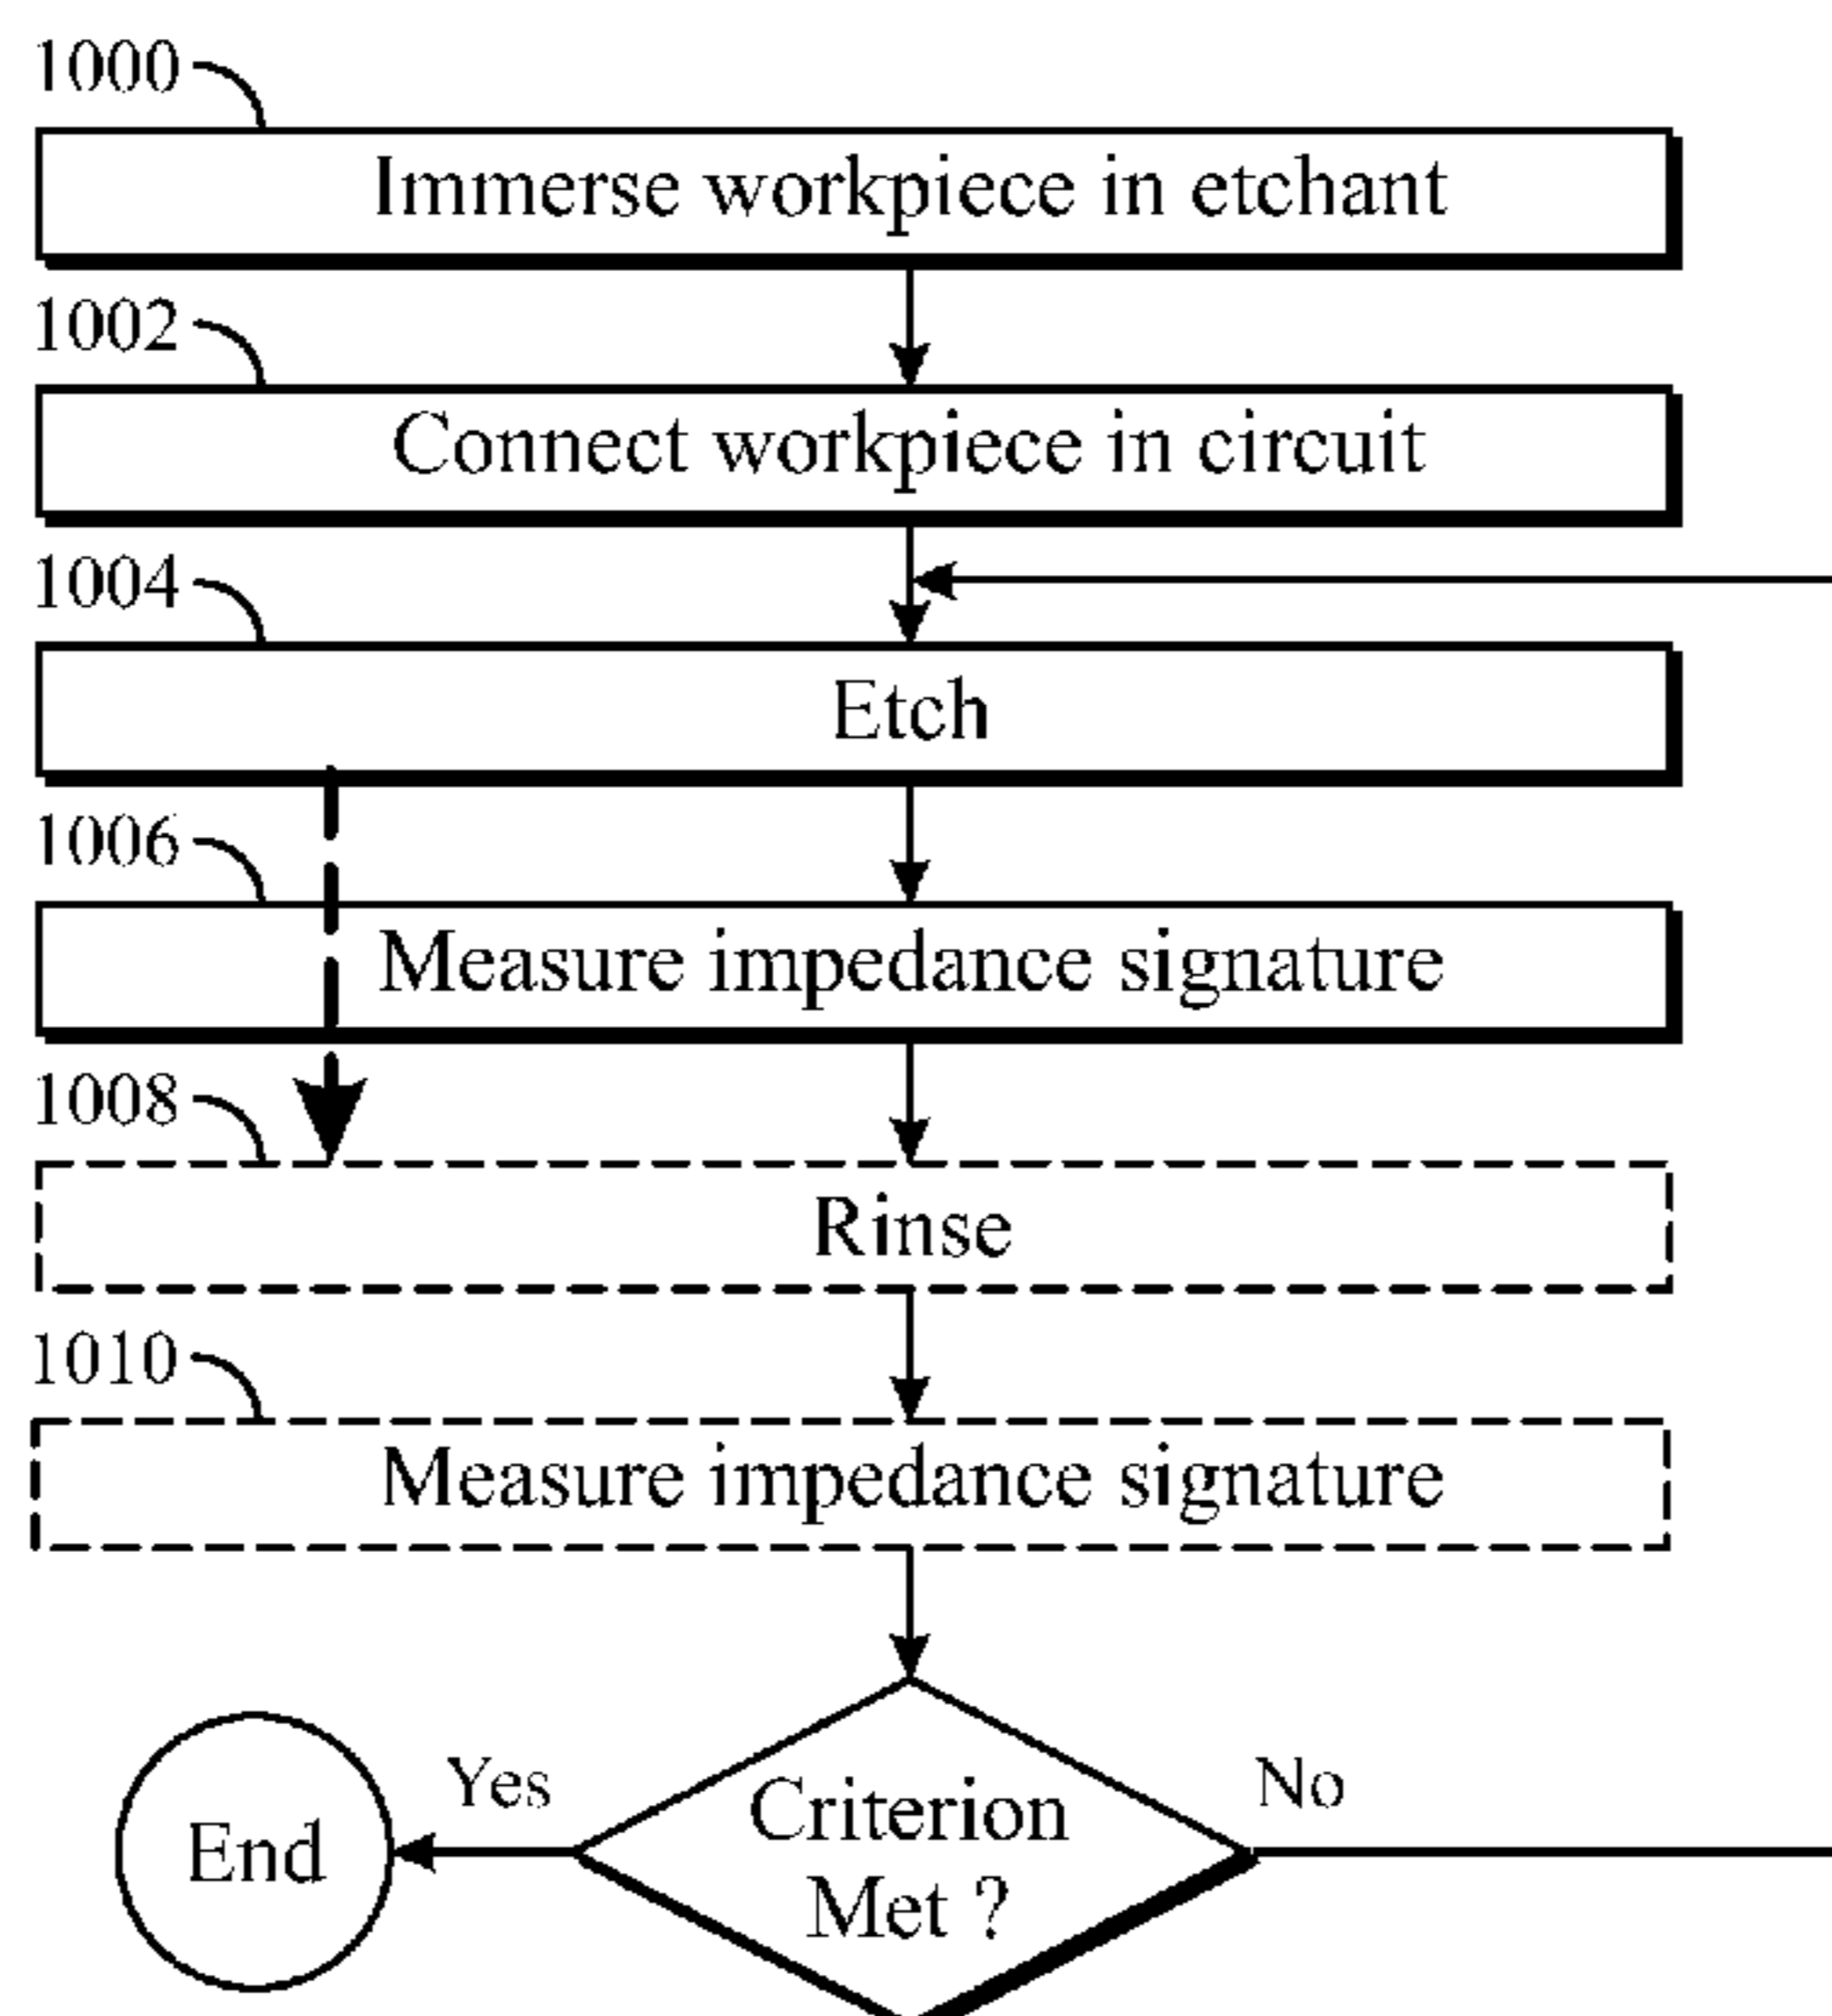 1000
Immerse workpiece in etchant
1002
Connect workpiece in circuit
1004
Etch
1006
Measure impedance signature
1008
Rinse
1010
Measure impedance signature
Yes
No
Criterion
Met ?
End